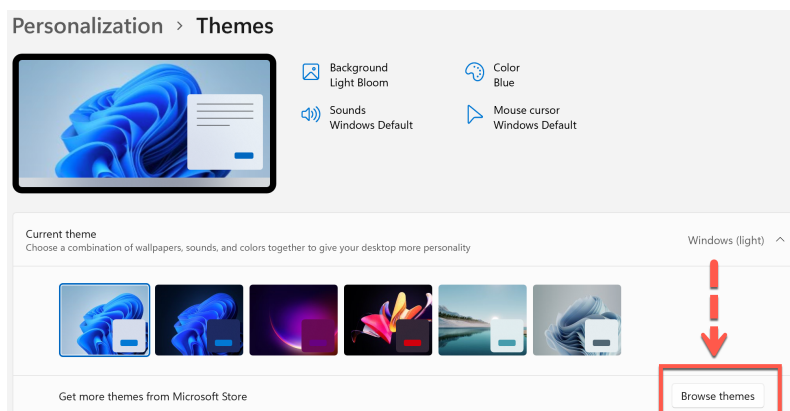 Personalization > Themes
Background
Light Bloom
Color
Blue
Sounds
Windows Default
Mouse cursor
Windows Default
Current theme
Choose a combination of wallpapers, sounds, and colors together to give your desktop more personality
Windows (light)
Get more themes from Microsoft Store
Browse themes